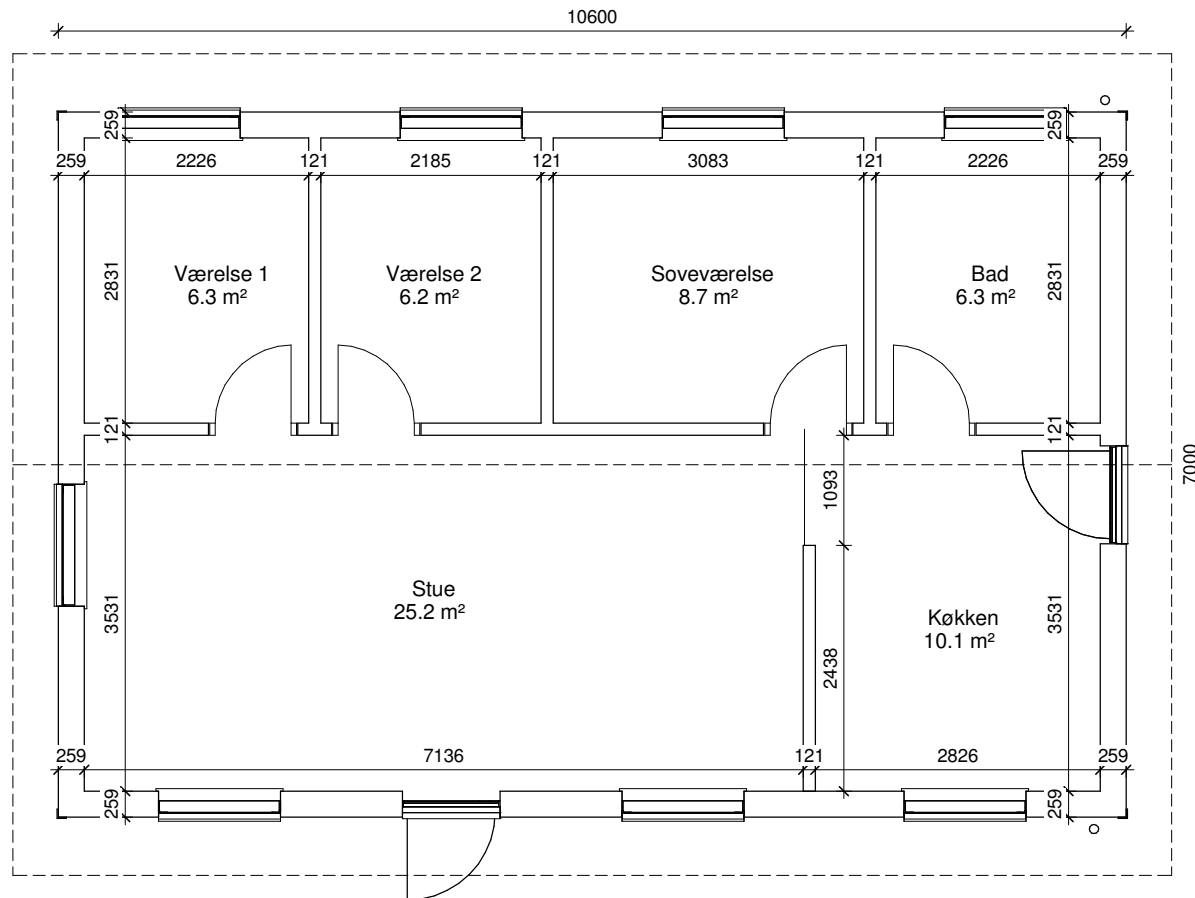 10600
259
259
259
2226
121
2185
121
3083
121
2226
259
2831
Værelse 1
6.3 m²
Værelse 2
6.2 m²
Soveværelse
8.7 m²
Bad
6.3 m²
2831
121
121
7000
1093
3531
Stue
25.2 m²
3531
Køkken
10.1 m²
2438
259
7136
121
2826
259
259
259